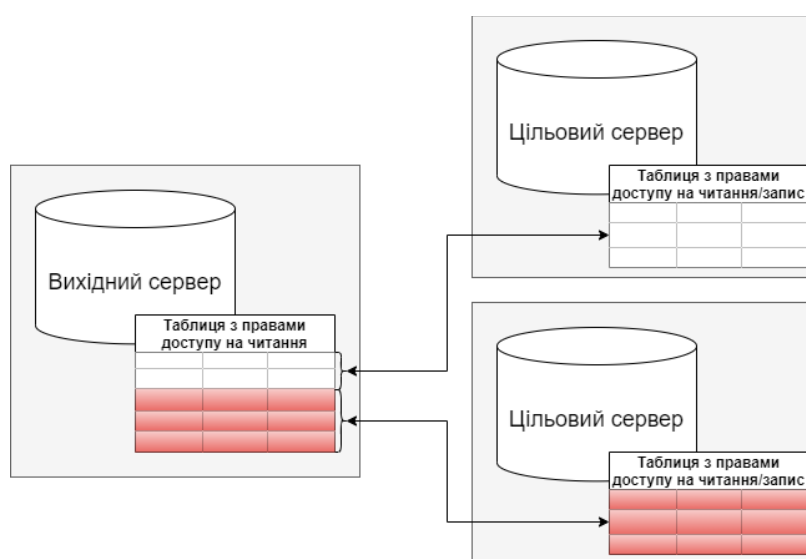 Цільовий сервер
Таблиця з правами
доступу на читання/запис
Вихідний сервер
Таблиця з правами
доступу на читання
Цільовий сервер
Таблиця з правами
доступу на читання/запис